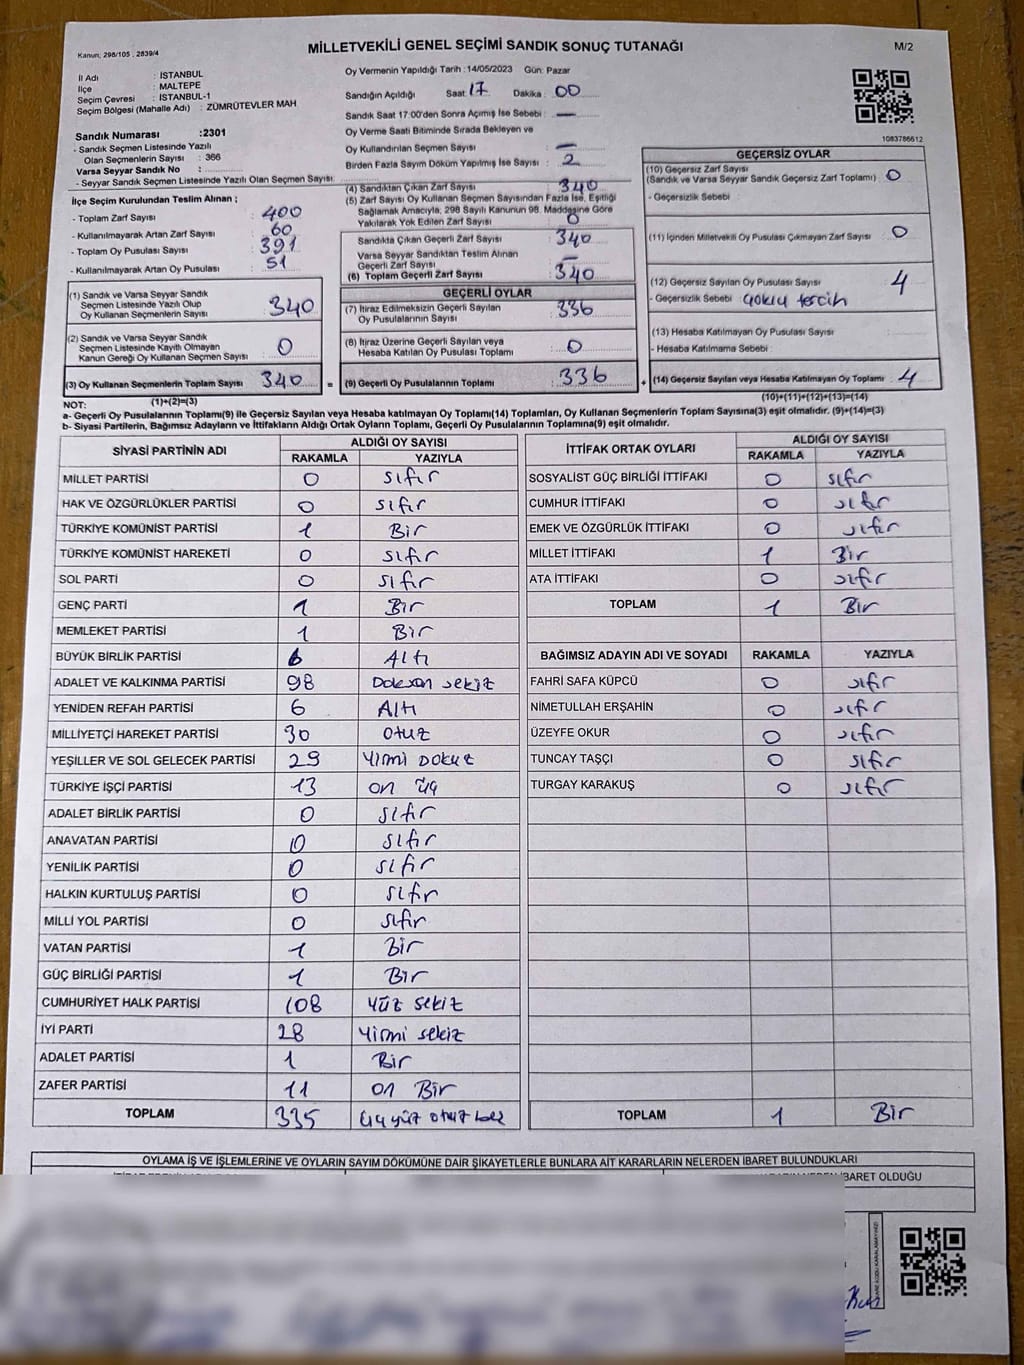 Kanun; 298/105 , 2839/4
MİLLETVEKİLİ GENEL SEÇİMİ SANDIK SONUÇ TUTANAĞI
M/2
İl Adı : İSTANBUL
İlçe : MALTEPE
Seçim Çevresi : İSTANBUL-1
Seçim Bölgesi (Mahalle Adı) : ZÜMRÜTEVLER MAH
Sandık Numarası :2301
- Sandık Seçmen Listesinde Yazılı
Olan Seçmenlerin Sayısı : 366
Varsa Seyyar Sandık No :
- Seyyar Sandık Seçmen Listesinde Yazılı Olan Seçmen Sayısı:
Oy Vermenin Yapıldığı Tarih :14/05/2023 Gün: Pazar
Sandığın Açıldığı Saat : 17 Dakika : 00
Sandık Saat 17:00'den Sonra Açımış İse Sebebi : —
Oy Verme Saati Bitiminde Sırada Bekleyen ve
Oy Kullandırılan Seçmen Sayısı : —
Birden Fazla Sayım Döküm Yapılmış İse Sayısı : 2
1083786612
İlçe Seçim Kurulundan Teslim Alınan ;
- Toplam Zarf Sayısı : 400
- Kullanılmayarak Artan Zarf Sayısı : 60
- Toplam Oy Pusulası Sayısı : 391
- Kullanılmayarak Artan Oy Pusulası : 51
(4) Sandıktan Çıkan Zarf Sayısı : 340
(5) Zarf Sayısı Oy Kullanan Seçmen Sayısından Fazla İse, Eşitliği
Sağlamak Amacıyla, 298 Sayılı Kanunun 98. Maddesine Göre
Yakılarak Yok Edilen Zarf Sayısı : 0
Sandıkta Çıkan Geçerli Zarf Sayısı : 340
Varsa Seyyar Sandıktan Teslim Alınan
Geçerli Zarf Sayısı : —
(6) Toplam Geçerli Zarf Sayısı : 340
GEÇERSİZ OYLAR
(10) Geçersiz Zarf Sayısı
(Sandık ve Varsa Seyyar Sandık Geçersiz Zarf Toplamı) : 0
- Geçersizlik Sebebi :
(11) İçinden Milletvekili Oy Pusulası Çıkmayan Zarf Sayısı : 0
(12) Geçersiz Sayılan Oy Pusulası Sayısı : 4
- Geçersizlik Sebebi : çoklu tercih
(13) Hesaba Katılmayan Oy Pusulası Sayısı :
- Hesaba Katılmama Sebebi :
(14) Geçersiz Sayılan veya Hesaba Katılmayan Oy Toplamı : 4
(10)+(11)+(12)+(13)=(14)
(1) Sandık ve Varsa Seyyar Sandık
Seçmen Listesinde Yazılı Olup
Oy Kullanan Seçmenlerin Sayısı : 340
(2) Sandık ve Varsa Seyyar Sandık
Seçmen Listesinde Kayıtlı Olmayan
Kanun Gereği Oy Kullanan Seçmen Sayısı : 0
(3) Oy Kullanan Seçmenlerin Toplam Sayısı : 340 =
(1)+(2)=(3)
GEÇERLİ OYLAR
(7) İtiraz Edilmeksizin Geçerli Sayılan
Oy Pusulalarının Sayısı : 336
(8) İtiraz Üzerine Geçerli Sayılan veya
Hesaba Katılan Oy Pusulası Toplamı : 0
(9) Geçerli Oy Pusulalarının Toplamı : 336 +
NOT:
a- Geçerli Oy Pusulalarının Toplamı(9) ile Geçersiz Sayılan veya Hesaba katılmayan Oy Toplamı(14) Toplamları, Oy Kullanan Seçmenlerin Toplam Sayısına(3) eşit olmalıdır. (9)+(14)=(3)
b- Siyasi Partilerin, Bağımsız Adayların ve İttifakların Aldığı Ortak Oyların Toplamı, Geçerli Oy Pusulalarının Toplamına(9) eşit olmalıdır.
SİYASİ PARTİNİN ADI ALDIĞI OY SAYISI
RAKAMLA YAZIYLA
MİLLET PARTİSİ 0 sıfır
HAK VE ÖZGÜRLÜKLER PARTİSİ 0 sıfır
TÜRKİYE KOMÜNİST PARTİSİ 1 Bir
TÜRKİYE KOMÜNİST HAREKETİ 0 sıfır
SOL PARTİ 0 sıfır
GENÇ PARTİ 1 Bir
MEMLEKET PARTİSİ 1 Bir
BÜYÜK BİRLİK PARTİSİ 6 Altı
ADALET VE KALKINMA PARTİSİ 98 Doksan sekiz
YENİDEN REFAH PARTİSİ 6 Altı
MİLLİYETÇİ HAREKET PARTİSİ 30 otuz
YEŞİLLER VE SOL GELECEK PARTİSİ 29 Yirmi Dokuz
TÜRKİYE İŞÇİ PARTİSİ 13 on üç
ADALET BİRLİK PARTİSİ 0 sıfır
ANAVATAN PARTİSİ 0 sıfır
YENİLİK PARTİSİ 0 sıfır
HALKIN KURTULUŞ PARTİSİ 0 sıfır
MİLLİ YOL PARTİSİ 0 sıfır
VATAN PARTİSİ 1 Bir
GÜÇ BİRLİĞİ PARTİSİ 1 Bir
CUMHURİYET HALK PARTİSİ 108 Yüz sekiz
İYİ PARTİ 28 Yirmi sekiz
ADALET PARTİSİ 1 Bir
ZAFER PARTİSİ 11 on Bir
TOPLAM 335 üçyüz otuz beş
İTTİFAK ORTAK OYLARI ALDIĞI OY SAYISI
RAKAMLA YAZIYLA
SOSYALİST GÜÇ BİRLİĞİ İTTİFAKI 0 sıfır
CUMHUR İTTİFAKI 0 sıfır
EMEK VE ÖZGÜRLÜK İTTİFAKI 0 sıfır
MİLLET İTTİFAKI 1 Bir
ATA İTTİFAKI 0 sıfır
TOPLAM 1 Bir
BAĞIMSIZ ADAYIN ADI VE SOYADI RAKAMLA YAZIYLA
FAHRİ SAFA KÜPCÜ 0 sıfır
NİMETULLAH ERŞAHİN 0 sıfır
ÜZEYFE OKUR 0 sıfır
TUNCAY TAŞÇI 0 sıfır
TURGAY KARAKUŞ 0 sıfır
TOPLAM 1 Bir
OYLAMA İŞ VE İŞLEMLERİNE VE OYLARIN SAYIM DÖKÜMÜNE DAİR ŞİKAYETLERLE BUNLARA AİT KARARLARIN NELERDEN İBARET BULUNDUKLARI
İBARET OLDUĞU